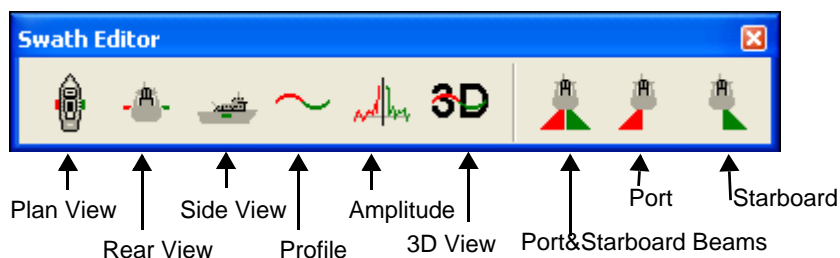 Swath Editor
3D
Plan View
Rear View
Side View
Profile
Amplitude
3D View
Port&Starboard Beams
Port
Starboard